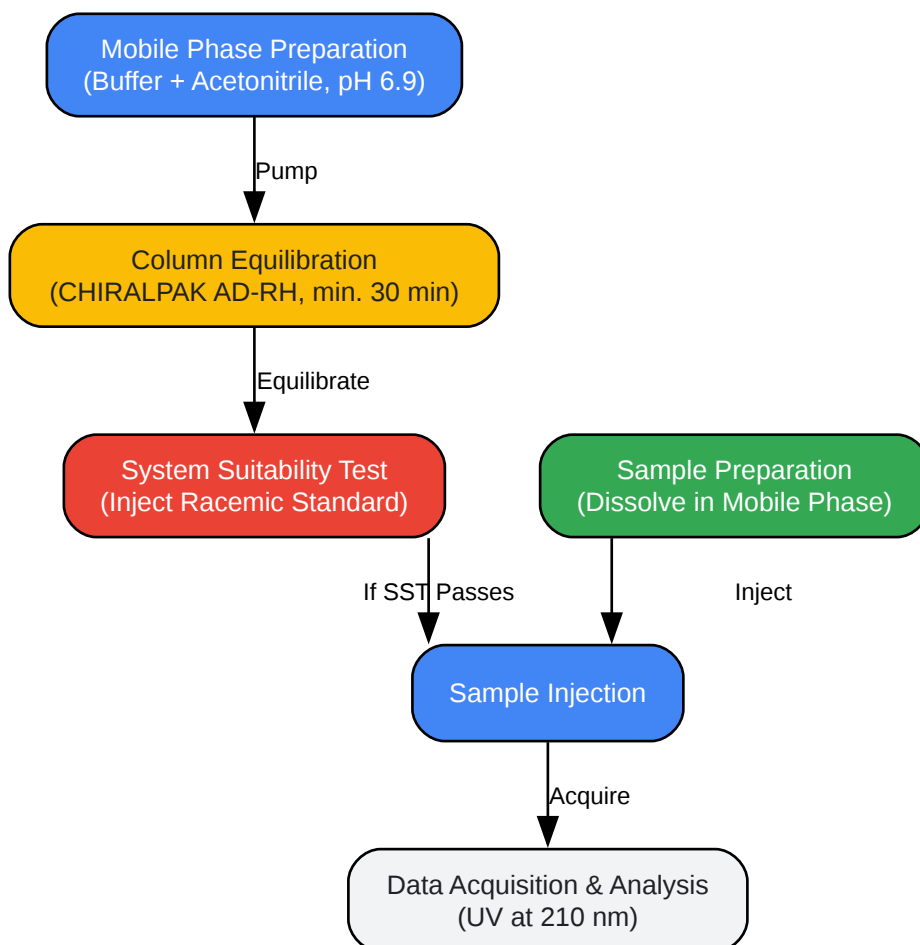 Mobile Phase Preparation
(Buffer + Acetonitrile, pH 6.9)
Pump
Column Equilibration
(CHIRALPAK AD-RH, min. 30 min)
Equilibrate
System Suitability Test
(Inject Racemic Standard)
Sample Preparation
(Dissolve in Mobile Phase)
If SST Passes
Inject
Sample Injection
Acquire
Data Acquisition & Analysis
(UV at 210 nm)